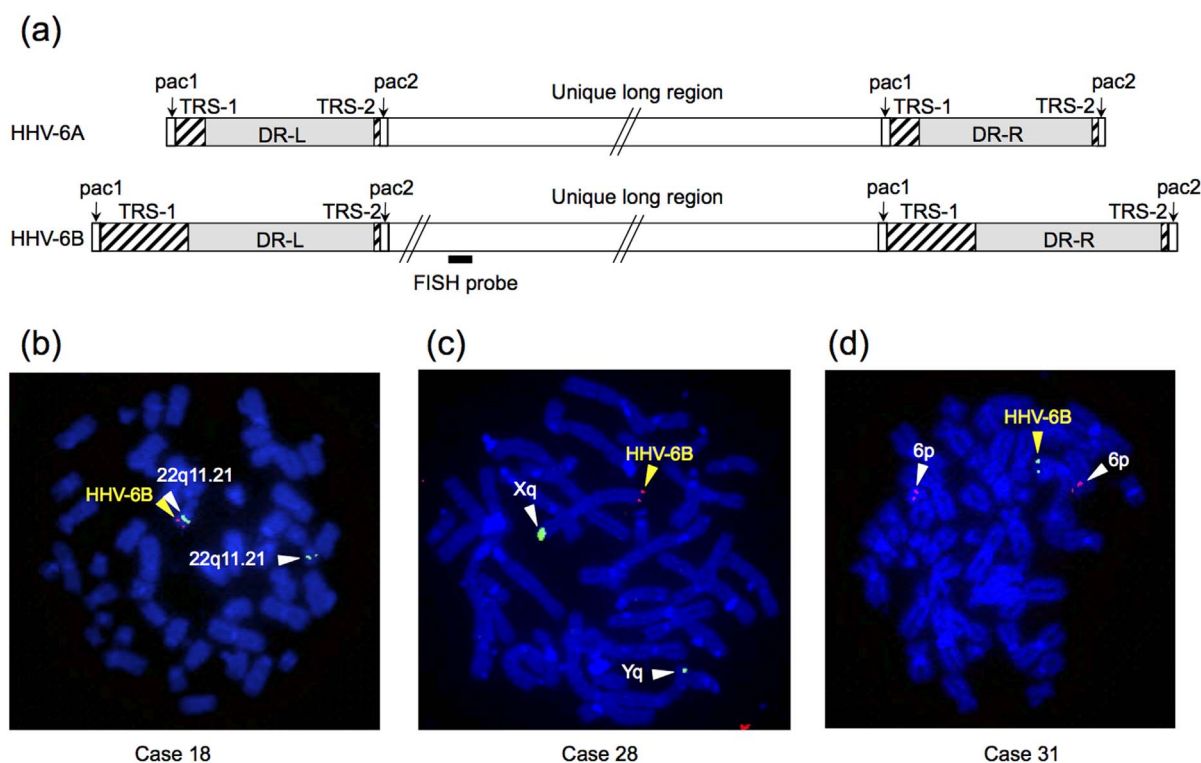 (a)
pac1 pac2 pac1 pac2
TRS-1 TRS-2 Unique long region TRS-1 TRS-2
HHV-6A DR-L DR-R
pac1 pac2 pac1 pac2
TRS-1 TRS-2 Unique long region TRS-1 TRS-2
HHV-6B DR-L DR-R
FISH probe
(b) (c) (d)
22q11.21
HHV-6B
22q11.21
HHV-6B
Xq
Yq
HHV-6B
6p 6p
Case 18 Case 28 Case 31